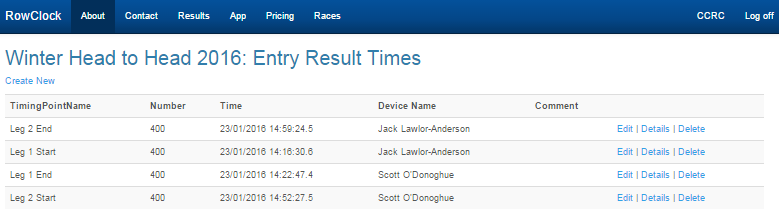 RowClock About Contact Results App Pricing Races CCRC Log off
Winter Head to Head 2016: Entry Result Times
Create New
TimingPointName Number Time Device Name Comment
Leg 2 End 400 23/01/2016 14:59:24.5 Jack Lawlor-Anderson Edit | Details | Delete
Leg 1 Start 400 23/01/2016 14:16:30.6 Jack Lawlor-Anderson Edit | Details | Delete
Leg 1 End 400 23/01/2016 14:22:47.4 Scott O'Donoghue Edit | Details | Delete
Leg 2 Start 400 23/01/2016 14:52:27.5 Scott O'Donoghue Edit | Details | Delete